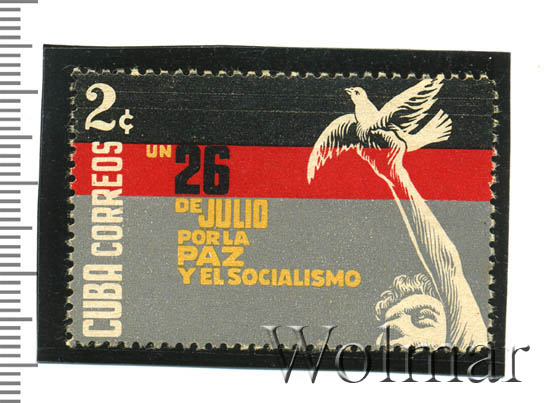 2¢
CUBA CORREOS
UN 26
DE JULIO
POR LA
PAZ
Y EL SOCIALISMO
Wolmar